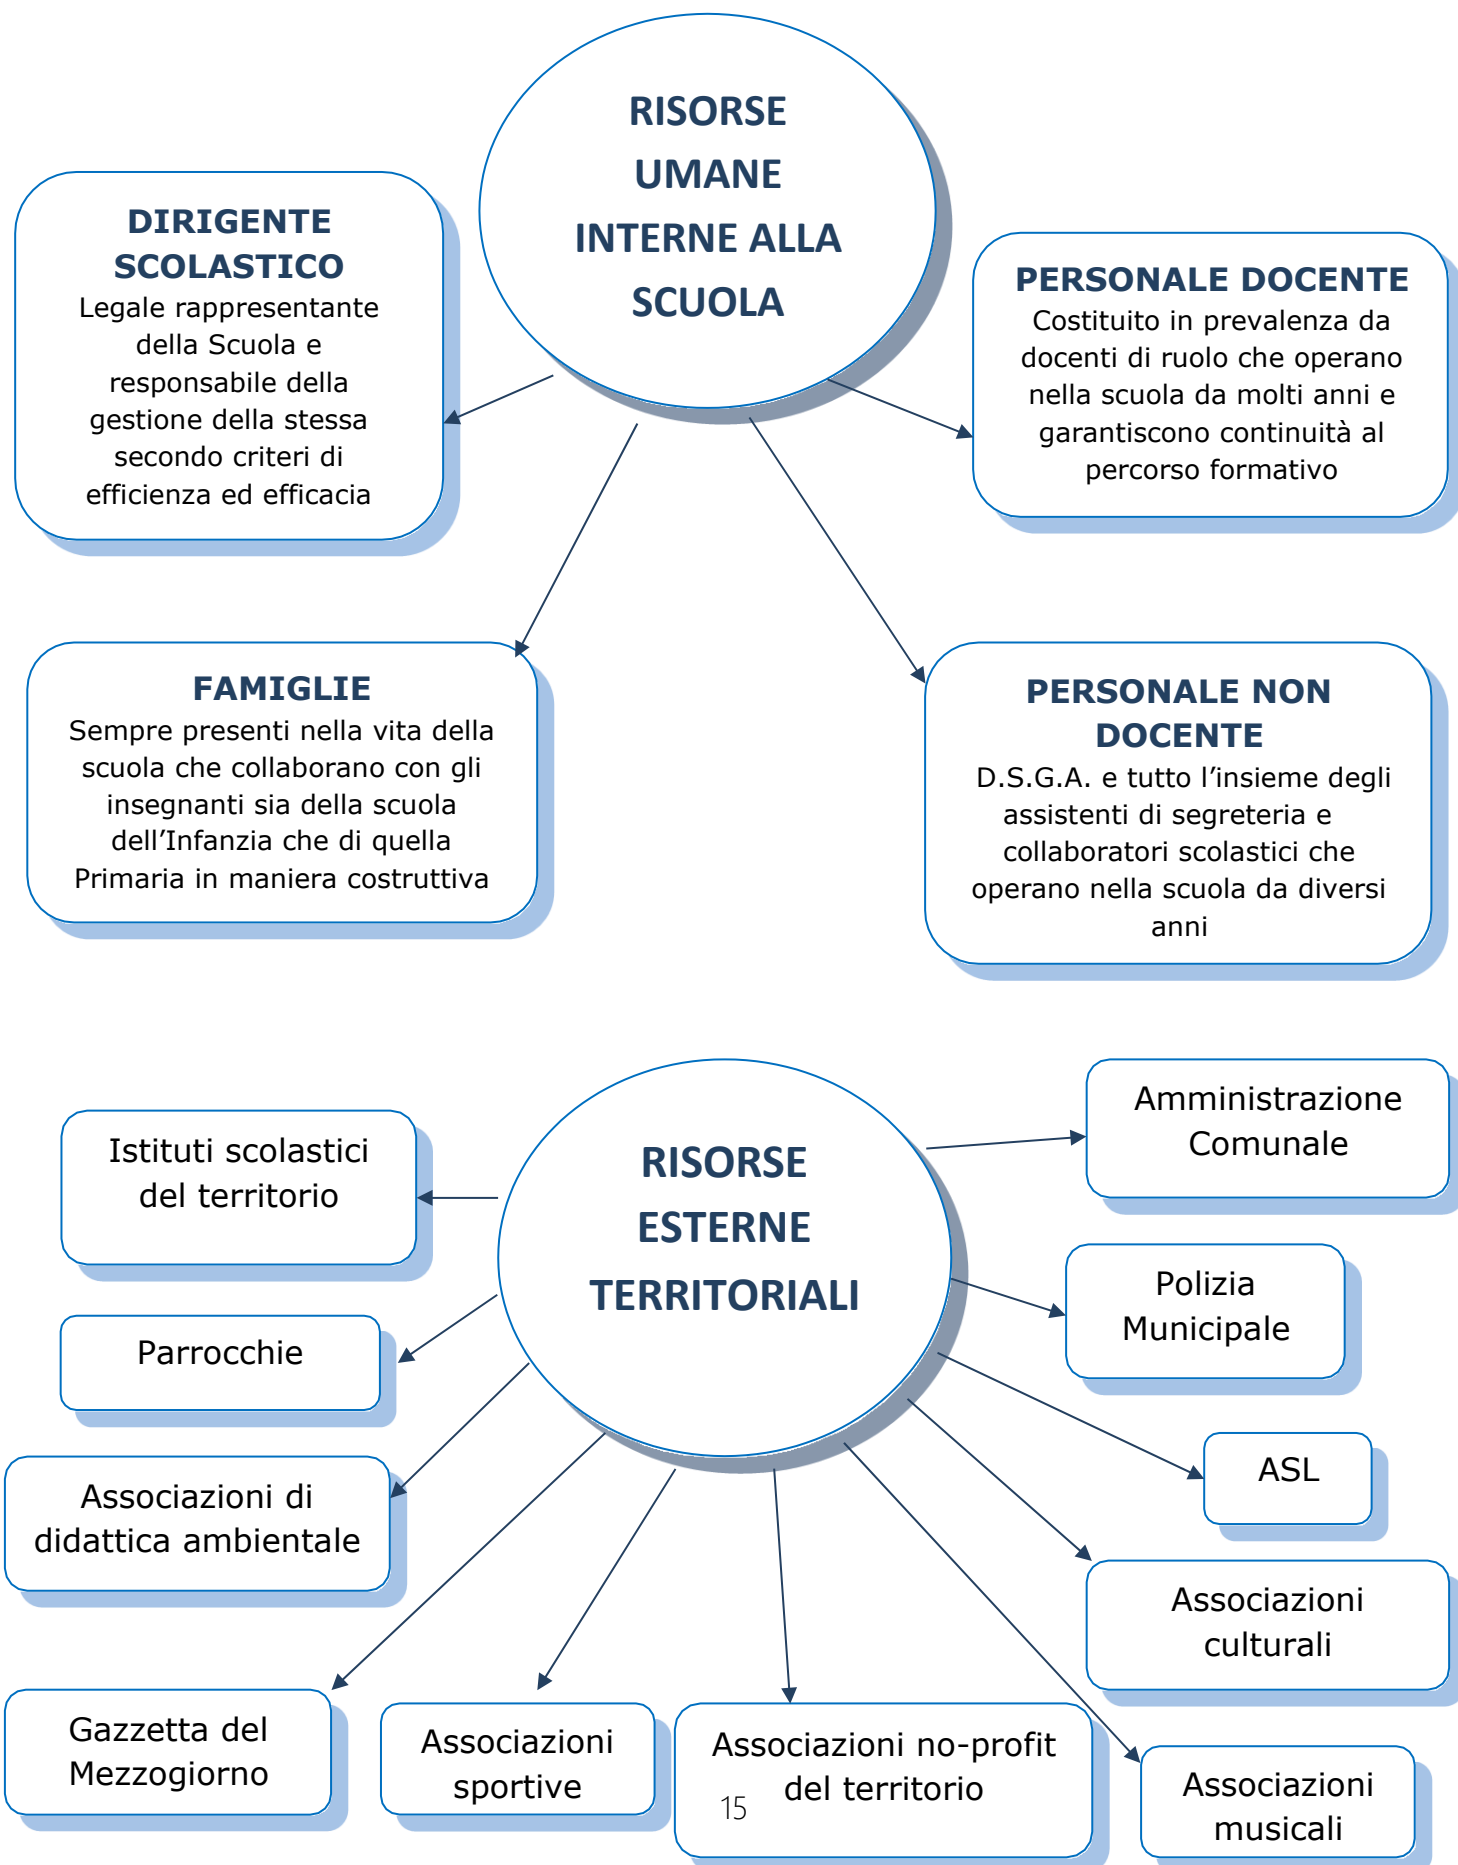 RISORSE
UMANE
INTERNE ALLA
SCUOLA
DIRIGENTE
SCOLASTICO
Legale rappresentante
della Scuola e
responsabile della
gestione della stessa
secondo criteri di
efficienza ed efficacia
PERSONALE DOCENTE
Costituito in prevalenza da
docenti di ruolo che operano
nella scuola da molti anni e
garantiscono continuità al
percorso formativo
FAMIGLIE
Sempre presenti nella vita della
scuola che collaborano con gli
insegnanti sia della scuola
dell’Infanzia che di quella
Primaria in maniera costruttiva
PERSONALE NON
DOCENTE
D.S.G.A. e tutto l’insieme degli
assistenti di segreteria e
collaboratori scolastici che
operano nella scuola da diversi
anni
RISORSE
ESTERNE
TERRITORIALI
Istituti scolastici
del territorio
Amministrazione
Comunale
Polizia
Municipale
Parrocchie
ASL
Associazioni di
didattica ambientale
Associazioni
culturali
Gazzetta del
Mezzogiorno
Associazioni
sportive
Associazioni no-profit
del territorio
Associazioni
musicali
15